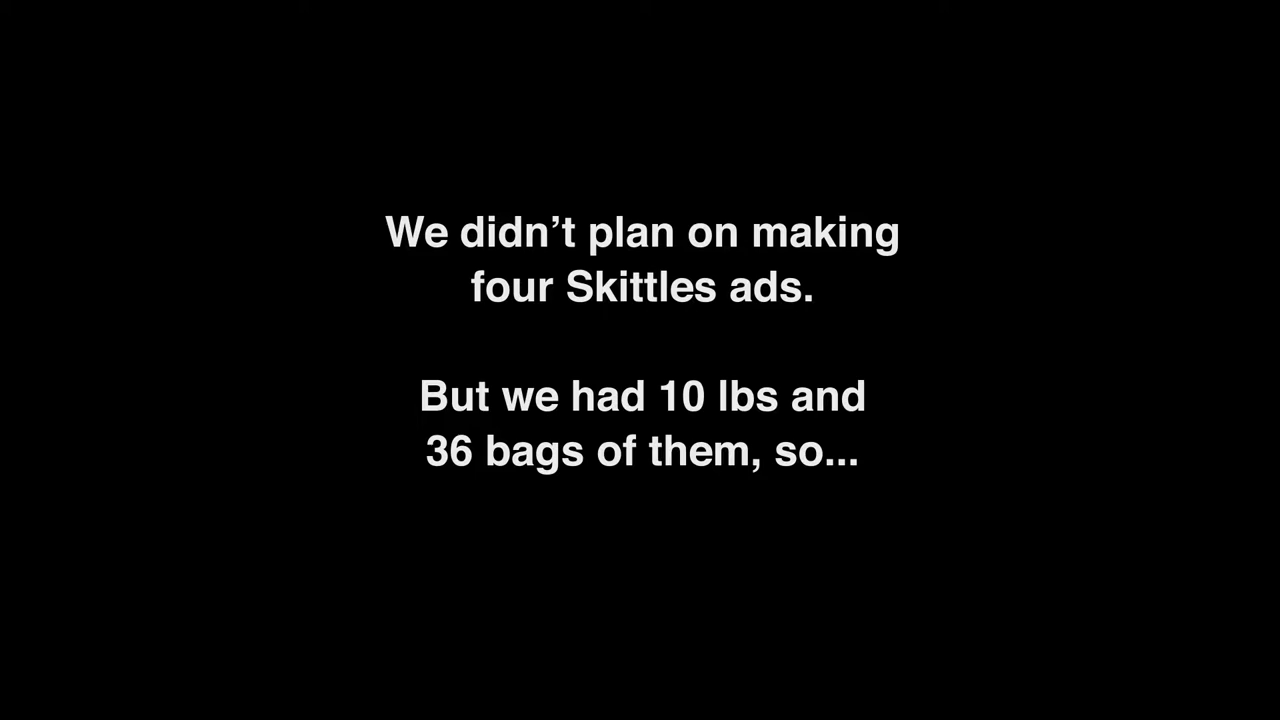 We didn’t plan on making
four Skittles ads.
But we had 10 lbs and
36 bags of them, so...